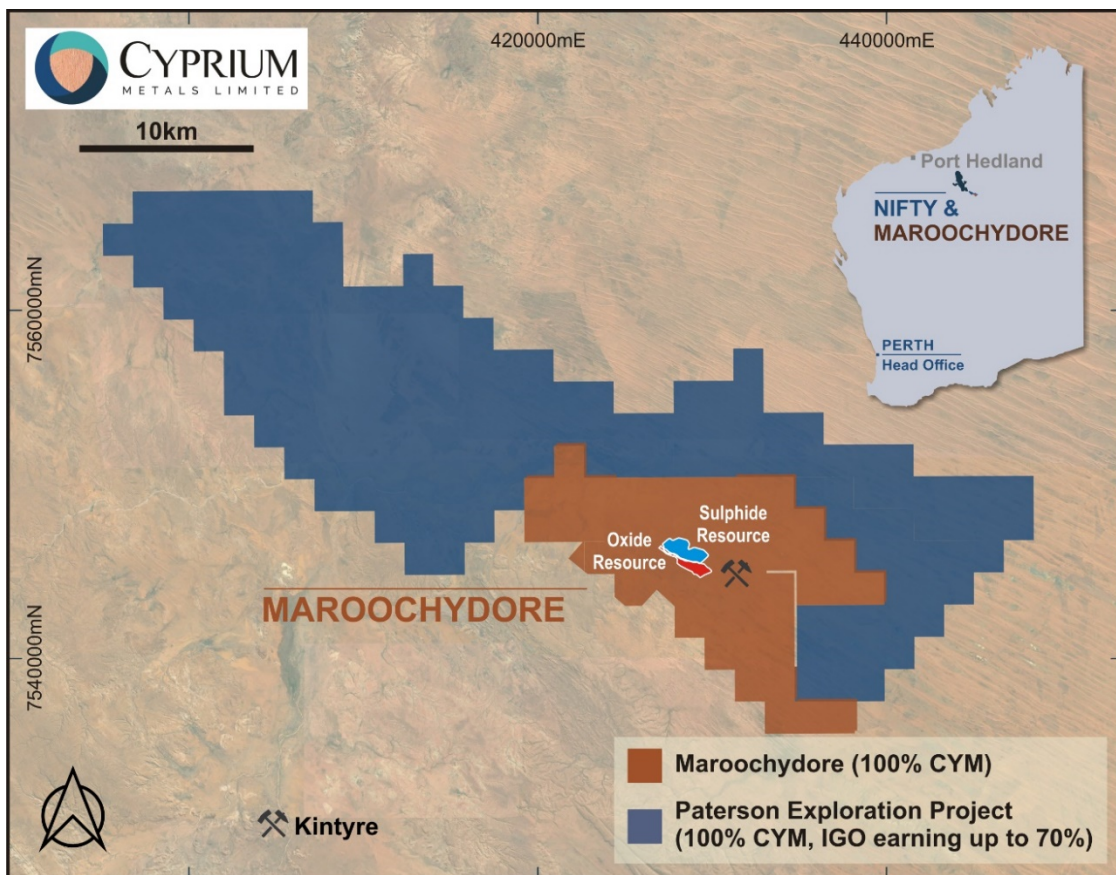 CYPRIUM
METALS LIMITED
10km
420000mE
440000mE
Port Hedland
NIFTY &
MAROOCHYDORE
PERTH
Head Office
7560000mN
7540000mN
Sulphide
Resource
Oxide
Resource
MAROOCHYDORE
Kintyre
Maroochydore (100% CYM)
Paterson Exploration Project
(100% CYM, IGO earning up to 70%)